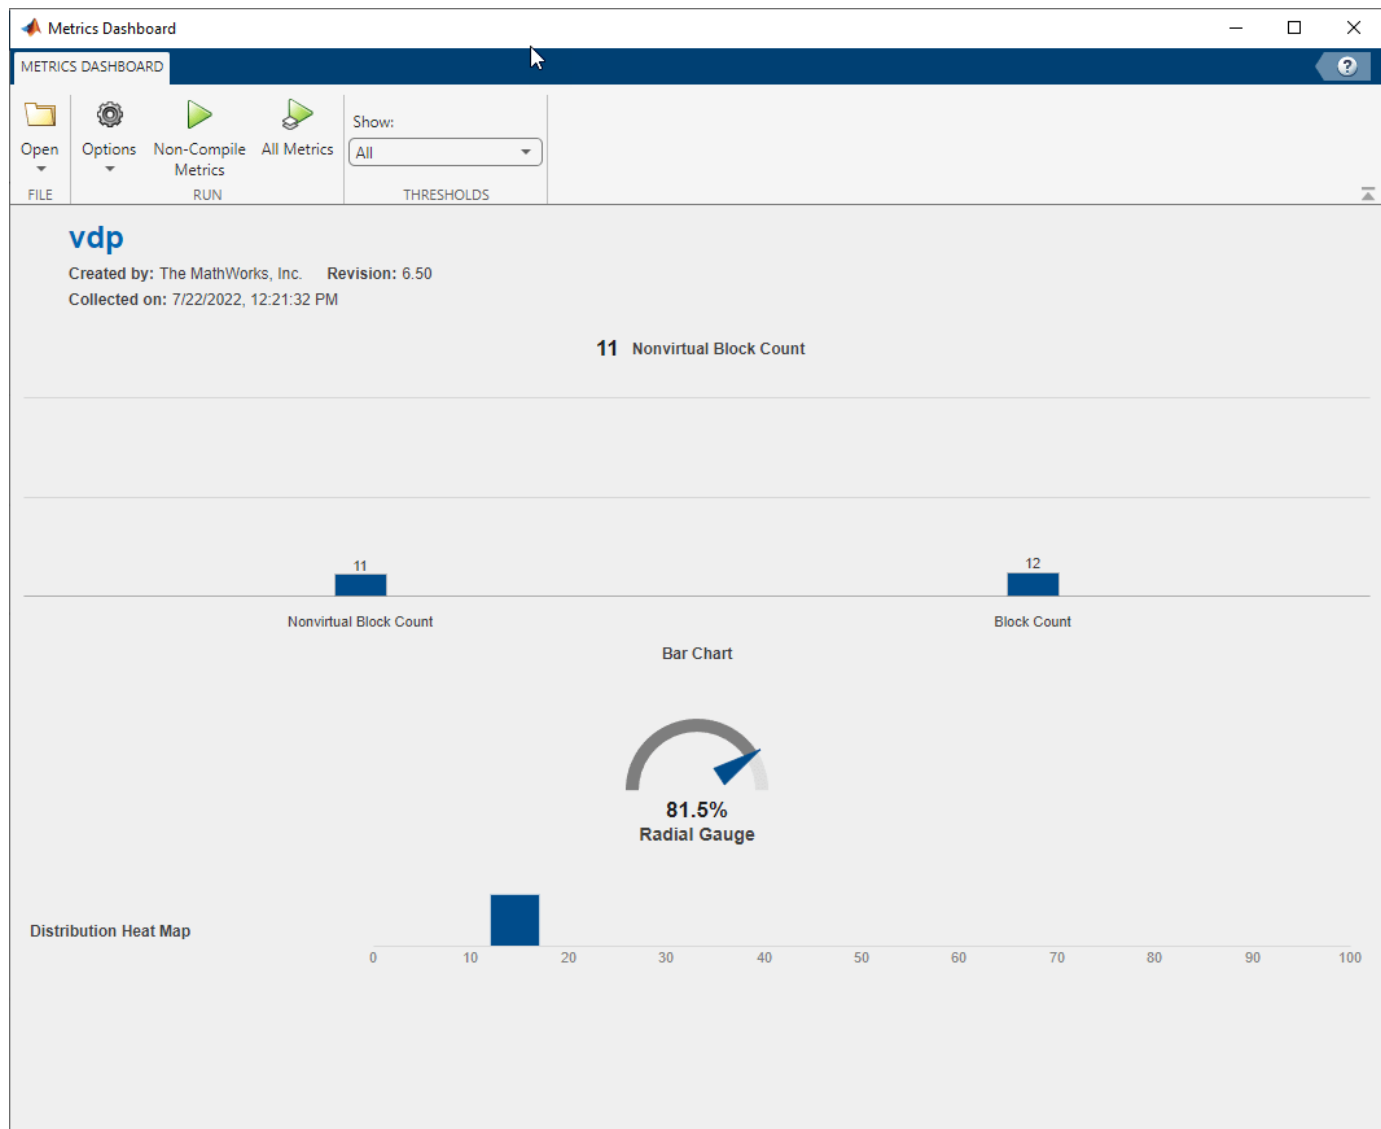 Metrics Dashboard
METRICS DASHBOARD
?
Open
Options
Non-Compile
Metrics
All Metrics
Show:
All
FILE
RUN
THRESHOLDS
vdp
Created by: The MathWorks, Inc. Revision: 6.50
Collected on: 7/22/2022, 12:21:32 PM
11 Nonvirtual Block Count
11
12
Nonvirtual Block Count
Block Count
Bar Chart
81.5%
Radial Gauge
Distribution Heat Map
0 10 20 30 40 50 60 70 80 90 100